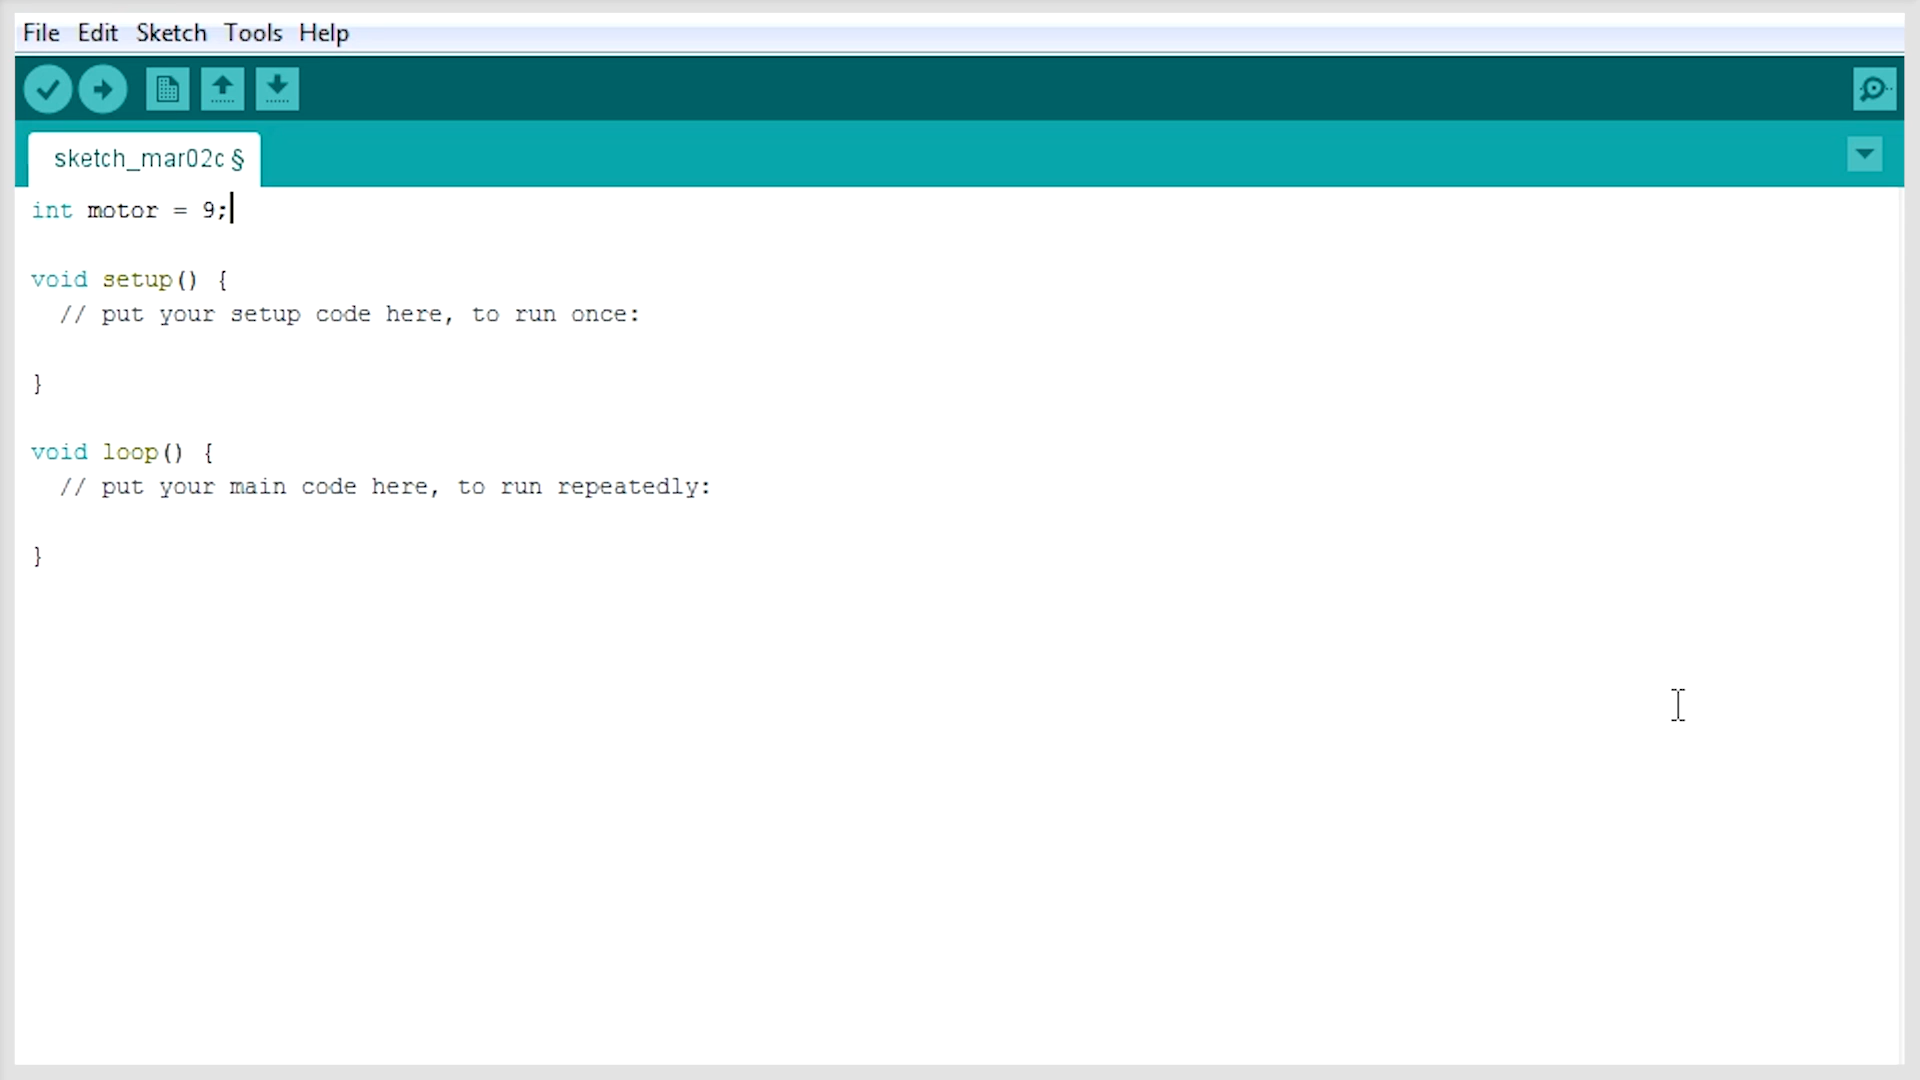 File Edit Sketch Tools Help
sketch_mar02c §
int motor = 9;
void setup() {
// put your setup code here, to run once:
}
void loop() {
// put your main code here, to run repeatedly:
}